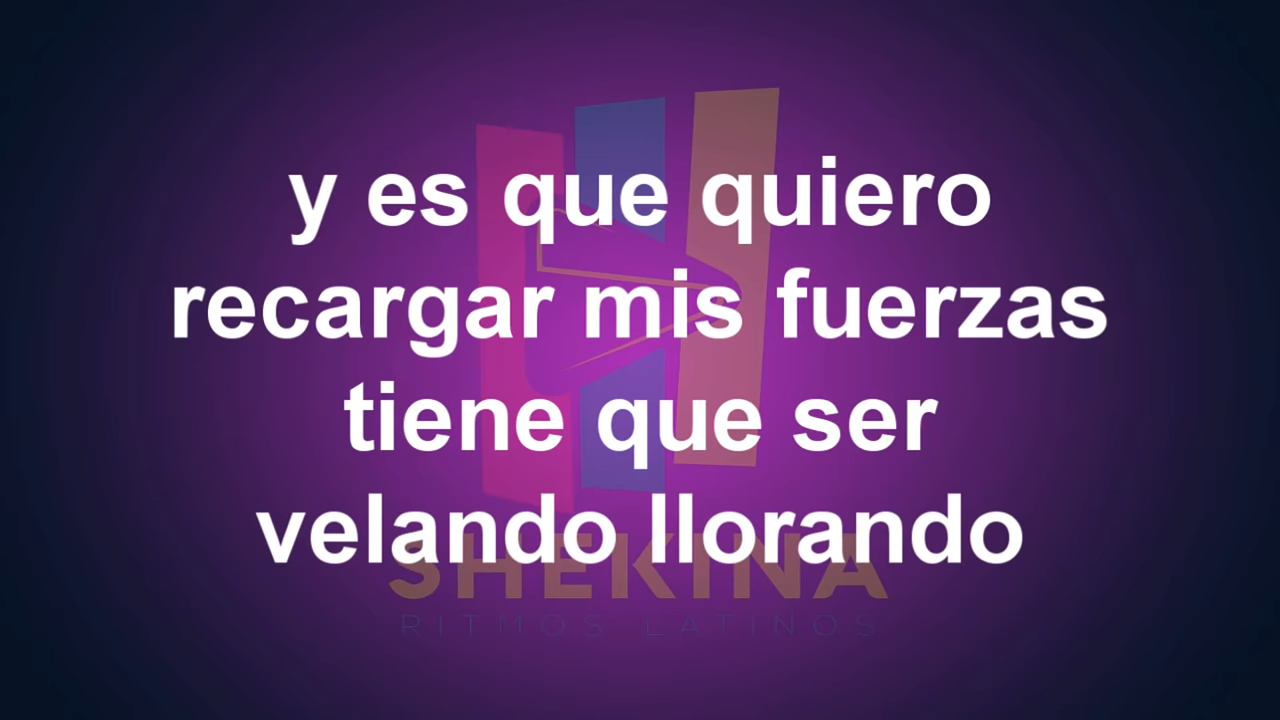 y es que quiero
recargar mis fuerzas
tiene que ser
velando llorando
SHEKINA
RITMOS LATINOS